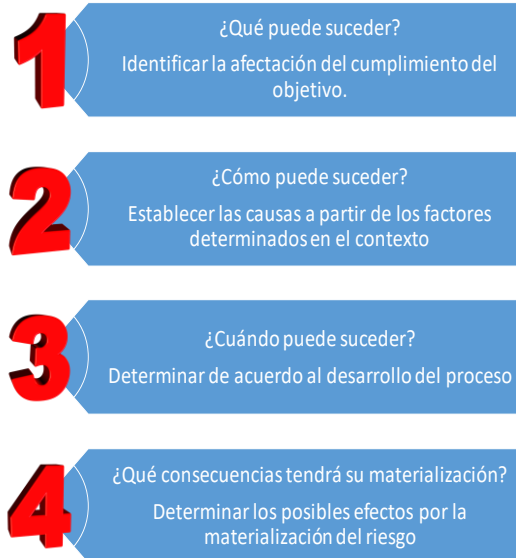 1
¿Qué puede suceder?
Identificar la afectación del cumplimiento del
objetivo.
2
¿Cómo puede suceder?
Establecer las causas a partir de los factores
determinados en el contexto
3
¿Cuándo puede suceder?
Determinar de acuerdo al desarrollo del proceso
4
¿Qué consecuencias tendrá su materialización?
Determinar los posibles efectos por la
materialización del riesgo